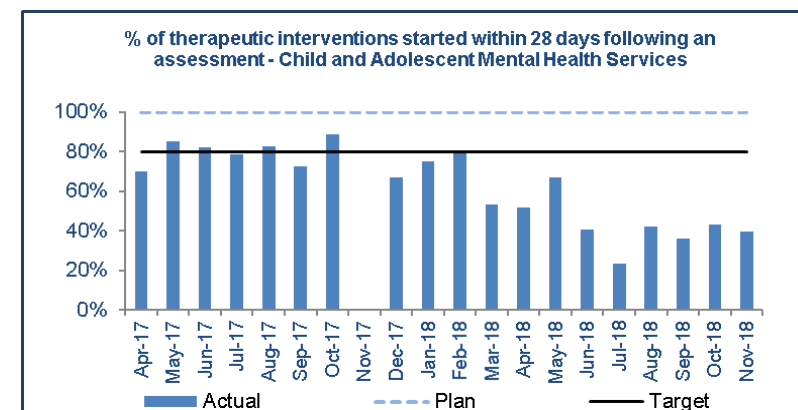 % of therapeutic interventions started within 28 days following an
assessment - Child and Adolescent Mental Health Services
100%
80%
60%
40%
20%
0%
Apr-17
May-17
Jun-17
Jul-17
Aug-17
Sep-17
Oct-17
Nov-17
Dec-17
Jan-18
Feb-18
Mar-18
Apr-18
May-18
Jun-18
Jul-18
Aug-18
Sep-18
Oct-18
Nov-18
Actual Plan Target